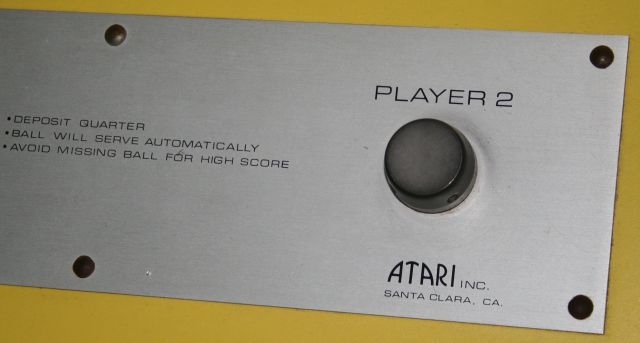 PLAYER 2
• DEPOSIT QUARTER
• BALL WILL SERVE AUTOMATICALLY
• AVOID MISSING BALL FOR HIGH SCORE
ATARI INC.
SANTA CLARA, CA.